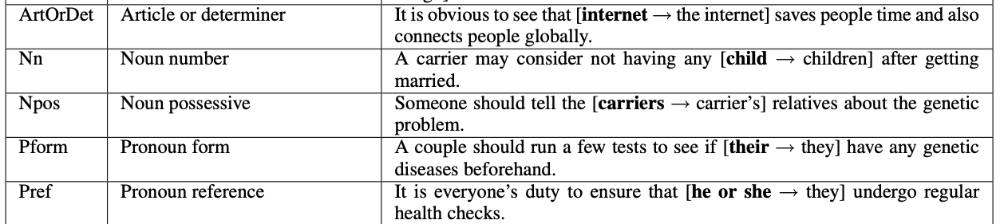 ArtOrDet Article or determiner It is obvious to see that [internet → the internet] saves people time and also
connects people globally.
Nn Noun number A carrier may consider not having any [child → children] after getting
married.
Npos Noun possessive Someone should tell the [carriers → carrier’s] relatives about the genetic
problem.
Pform Pronoun form A couple should run a few tests to see if [their → they] have any genetic
diseases beforehand.
Pref Pronoun reference It is everyone’s duty to ensure that [he or she → they] undergo regular
health checks.